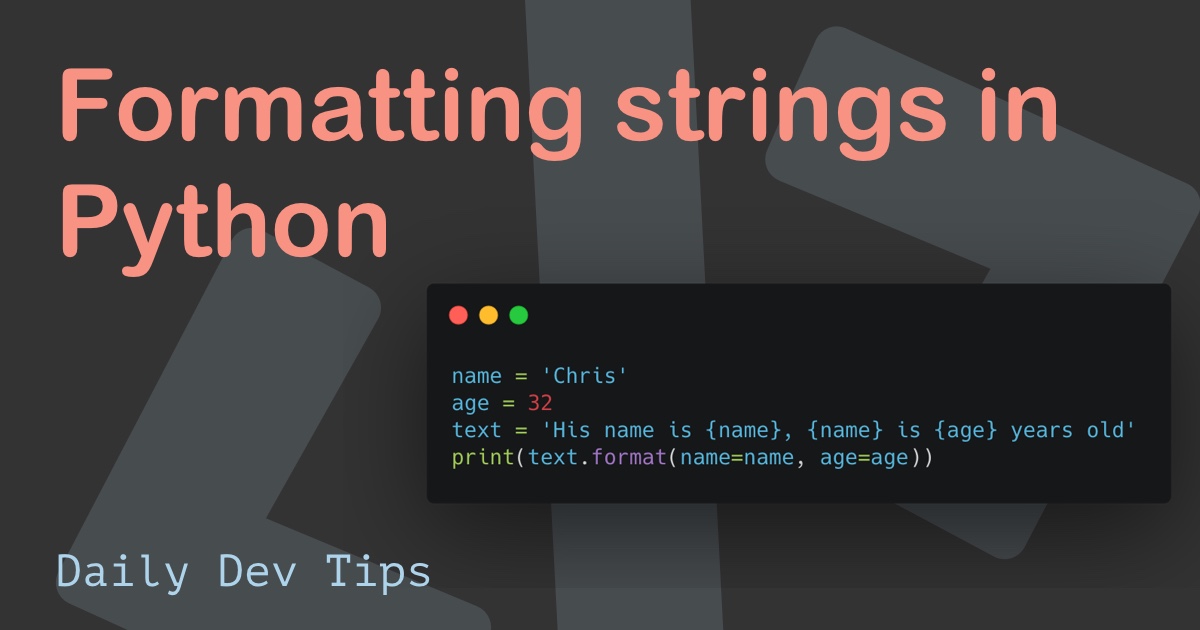 Formatting strings in
Python
name = 'Chris'
age = 32
text = 'His name is {name}, {name} is {age} years old'
print(text.format(name=name, age=age))
Daily Dev Tips